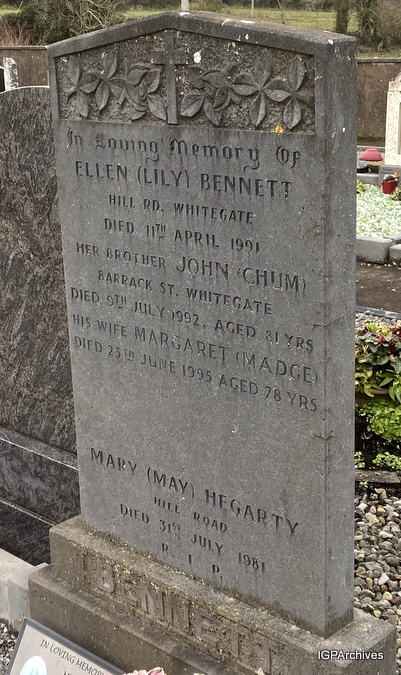 In Loving Memory Of
ELLEN (LILY) BENNETT
HILL RD. WHITEGATE
DIED 11TH APRIL 1991
HER BROTHER JOHN (CHUM)
BARRACK ST. WHITEGATE
DIED 9TH JULY 1992. AGED 81 YRS
HIS WIFE MARGARET (MADGE)
DIED 25TH JUNE 1995 AGED 78 YRS
MARY (MAY) HEGARTY
HILL ROAD
DIED 31ST JULY 1981
R. I. P.
BENNETT
IN LOVING MEMORY
IGPArchives